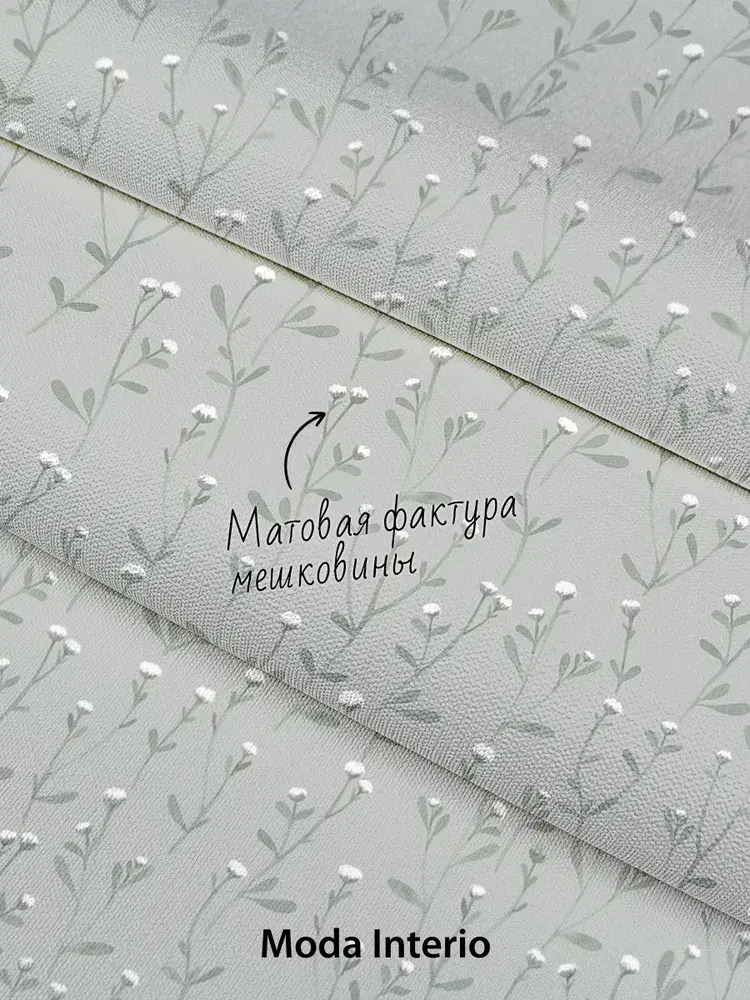 Матовая фактура
мешковины
Moda Interio